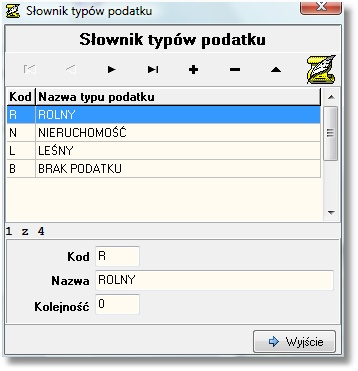 Słownik typów podatku
Słownik typów podatku
Kod Nazwa typu podatku
R ROLNY
N NIERUCHOMOŚĆ
L LEŚNY
B BRAK PODATKU
1 z 4
Kod R
Nazwa ROLNY
Kolejność 0
Wyjście